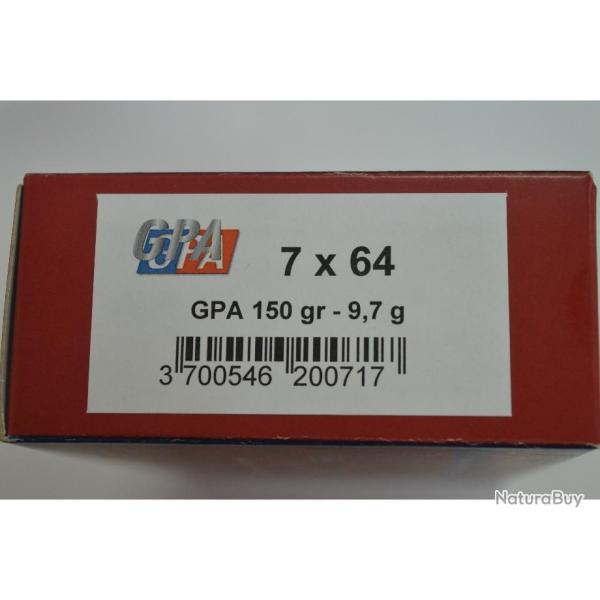 GPA 7 x 64
GPA 150 gr - 9,7 g
3 700546 200717
NaturaBuy